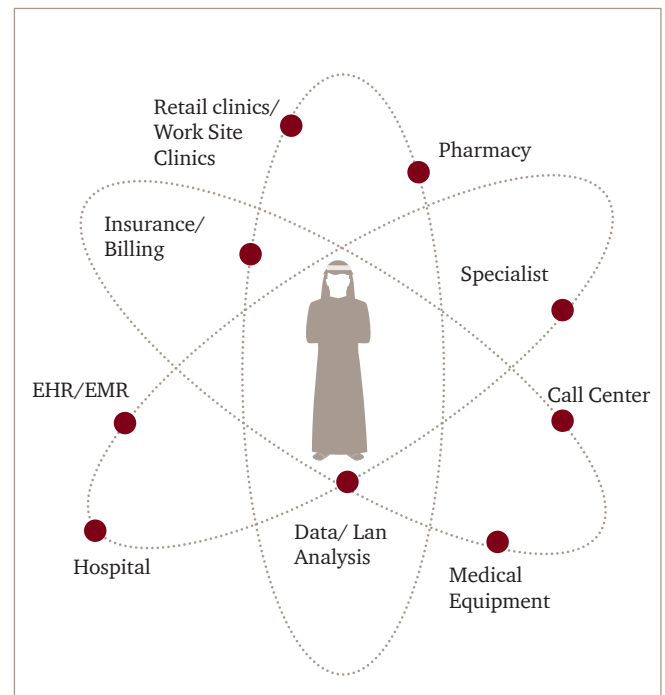 Retail clinics/
Work Site
Clinics
Pharmacy
Insurance/
Billing
Specialist
EHR/EMR
Call Center
Data/ Lan
Analysis
Hospital
Medical
Equipment